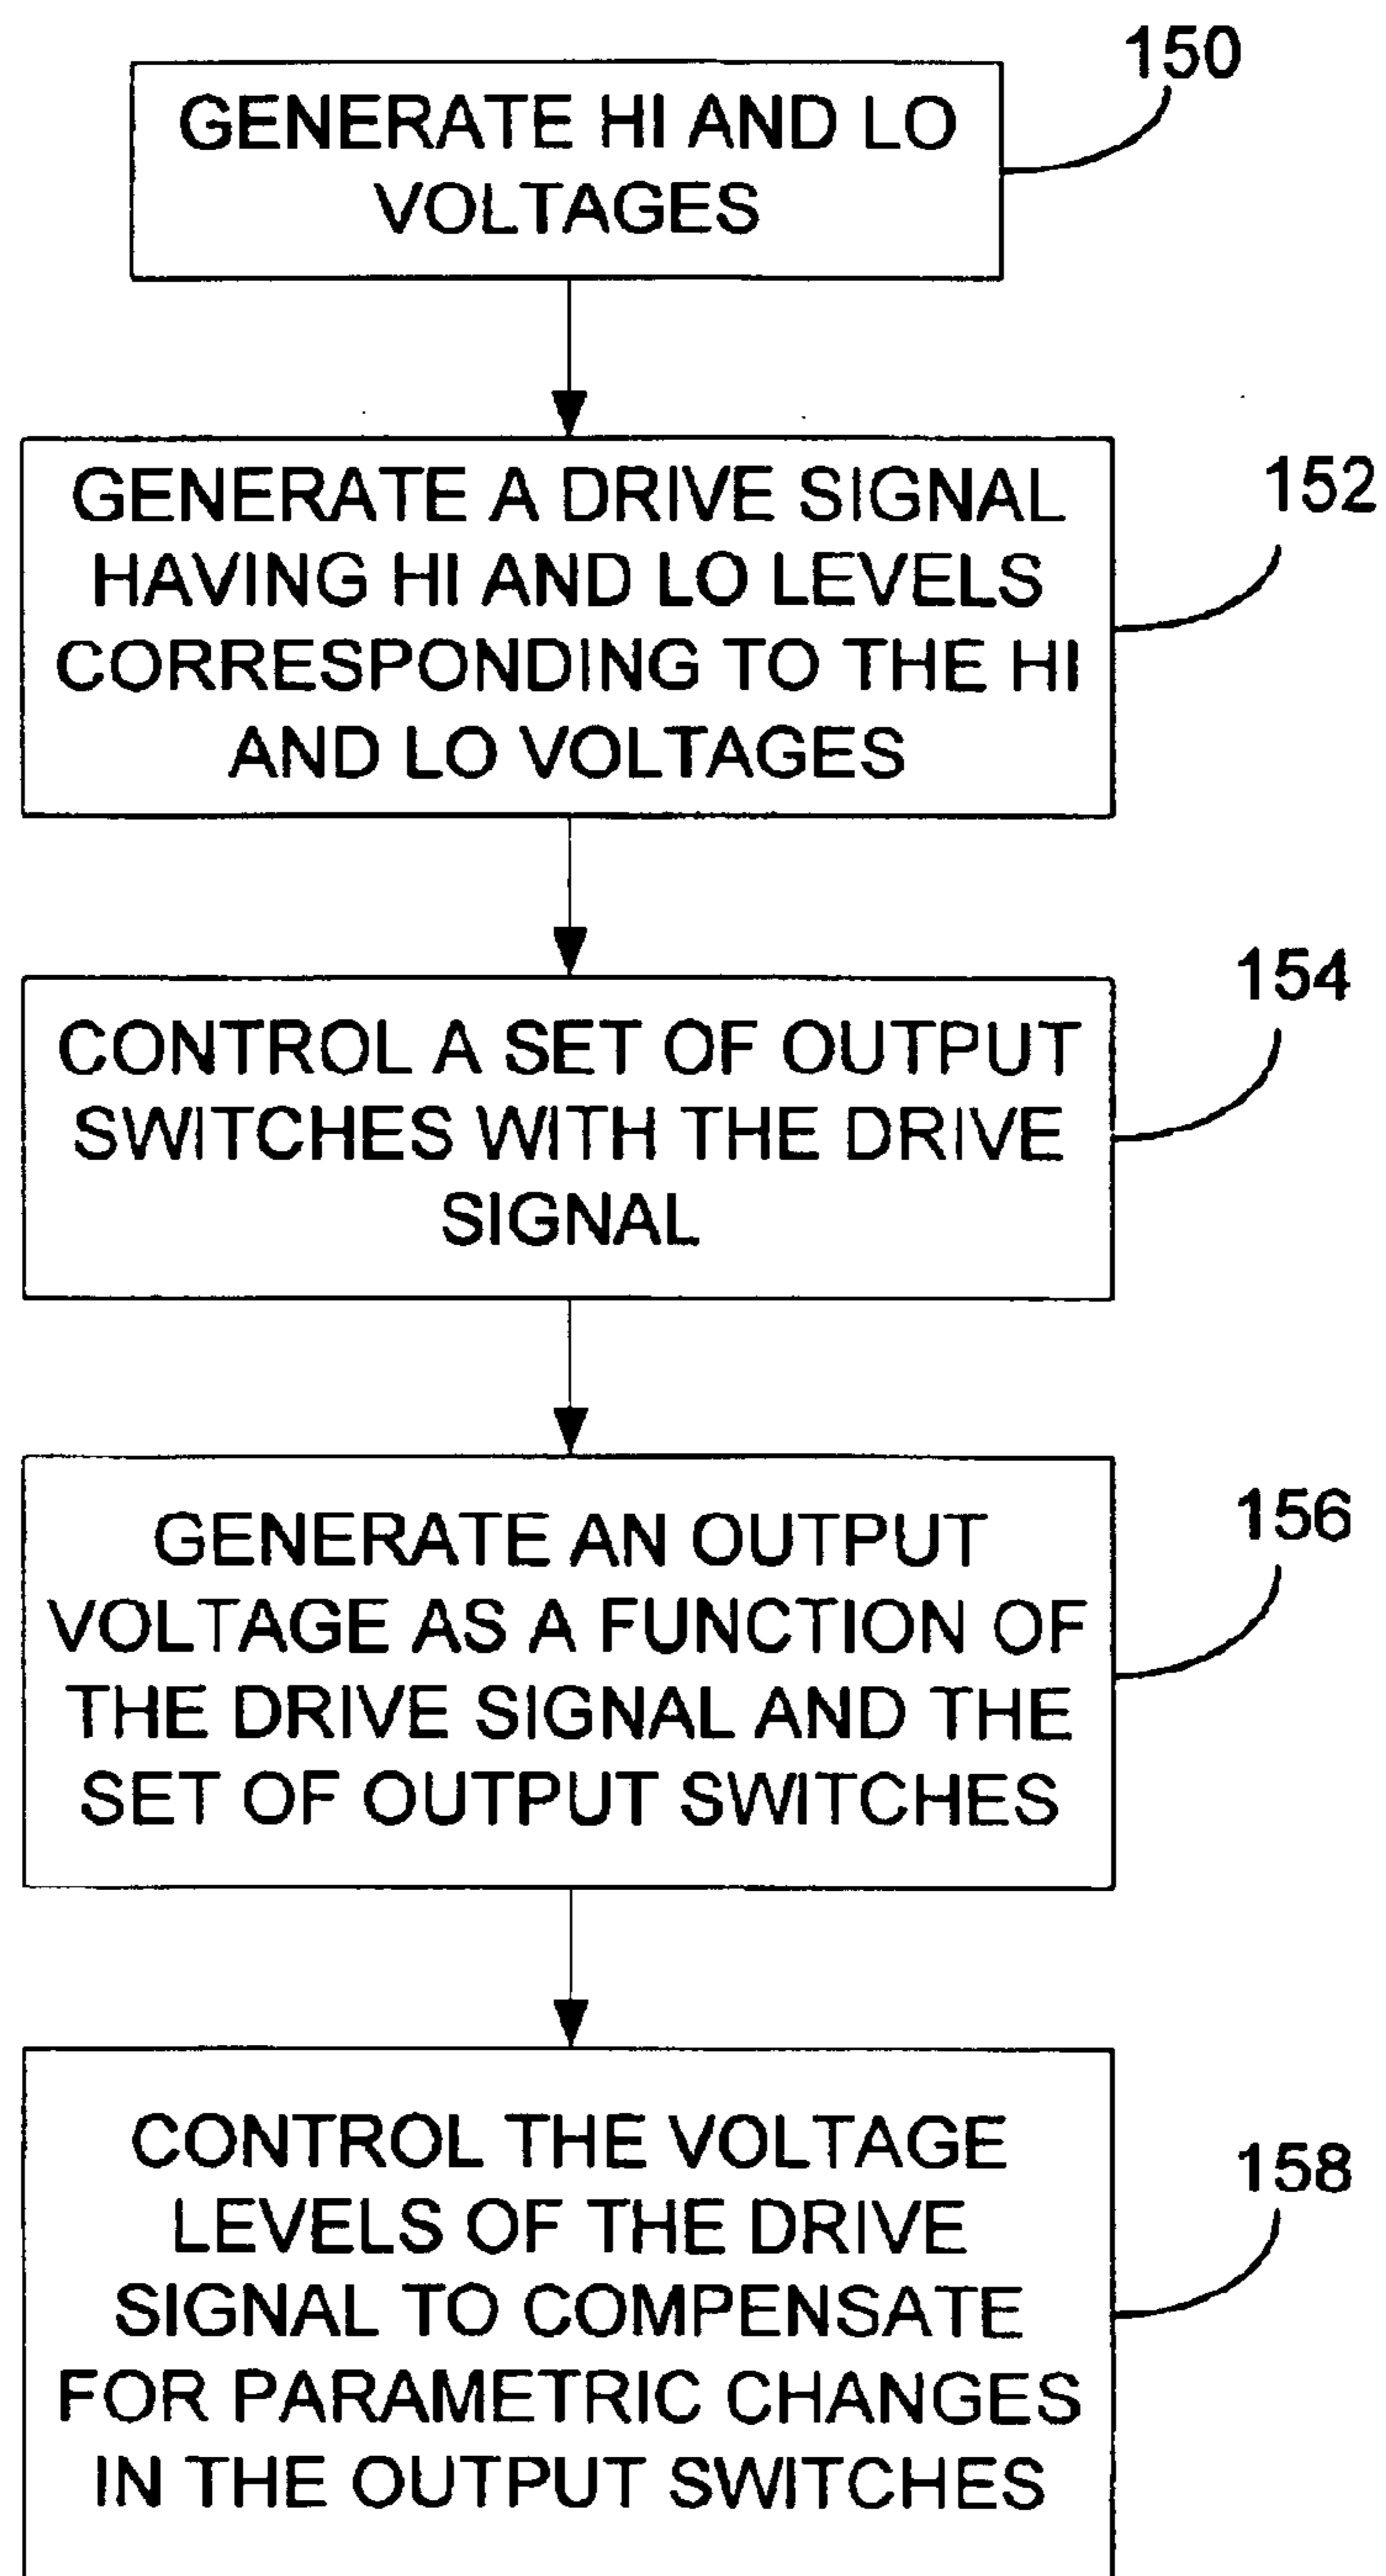 150
GENERATE HI AND LO
VOLTAGES
152
GENERATE A DRIVE SIGNAL
HAVING HI AND LO LEVELS
CORRESPONDING TO THE HI
AND LO VOLTAGES
154
CONTROL A SET OF OUTPUT
SWITCHES WITH THE DRIVE
SIGNAL
156
GENERATE AN OUTPUT
VOLTAGE AS A FUNCTION OF
THE DRIVE SIGNAL AND THE
SET OF OUTPUT SWITCHES
158
CONTROL THE VOLTAGE
LEVELS OF THE DRIVE
SIGNAL TO COMPENSATE
FOR PARAMETRIC CHANGES
IN THE OUTPUT SWITCHES